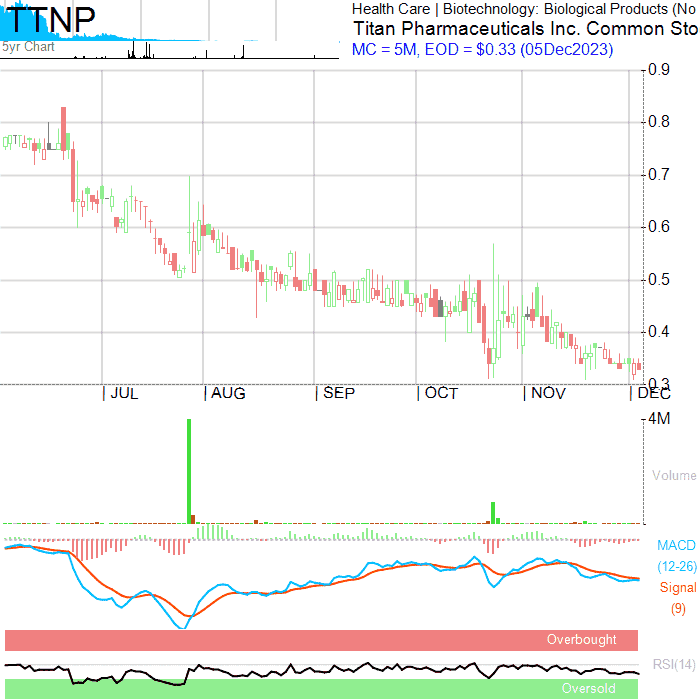 TTNP
5yr Chart
Health Care | Biotechnology: Biological Products (No
Titan Pharmaceuticals Inc. Common Sto
MC = 5M, EOD = $0.33 (05Dec2023)
0.9
0.8
0.7
0.6
0.5
0.4
0.3
JUL AUG SEP OCT NOV DEC
4M
Volume
MACD
(12-26)
Signal
(9)
Overbought
RSI(14)
Oversold